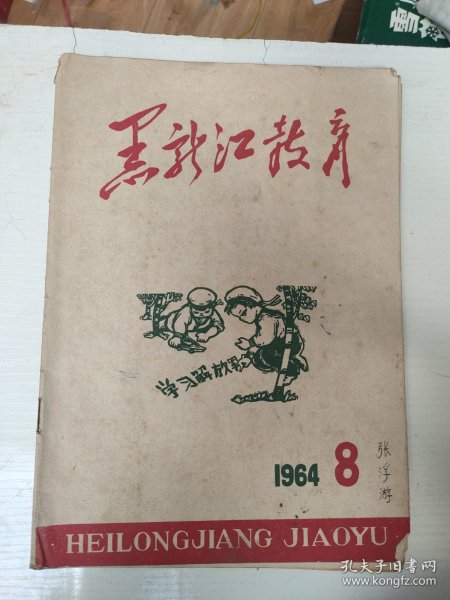 黑龙江教育
学习解放军
1964 8
张浮游
HEILONGJIANG JIAOYU
孔夫子旧书网
www.kongfz.com